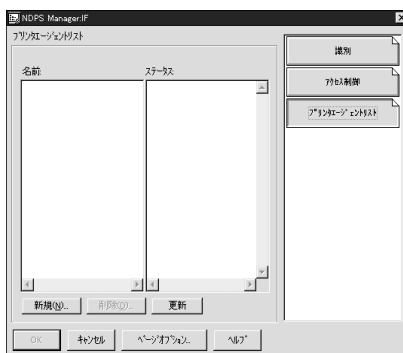 NDPS Manager:IF
ﾌﾟﾘﾝﾀｴｰｼﾞｪﾝﾄﾘｽﾄ
名前:
ｽﾃｰﾀｽ:
新規(N)...
削除(D)...
更新
識別
ｱｸｾｽ制御
ﾌﾟﾘﾝﾀｴｰｼﾞｪﾝﾄﾘｽﾄ
OK
ｷｬﾝｾﾙ
ﾍﾟｰｼﾞｵﾌﾟｼｮﾝ...
ﾍﾙﾌﾟ